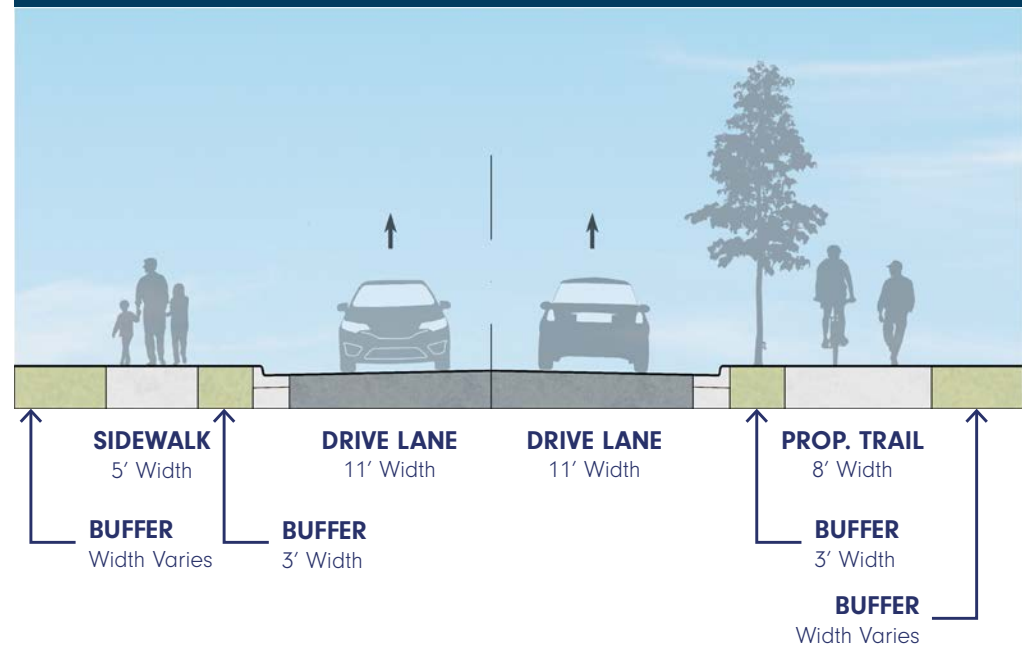 SIDEWALK
5’ Width
DRIVE LANE
11’ Width
DRIVE LANE
11’ Width
PROP. TRAIL
8’ Width
BUFFER
Width Varies
BUFFER
3’ Width
BUFFER
3’ Width
BUFFER
Width Varies